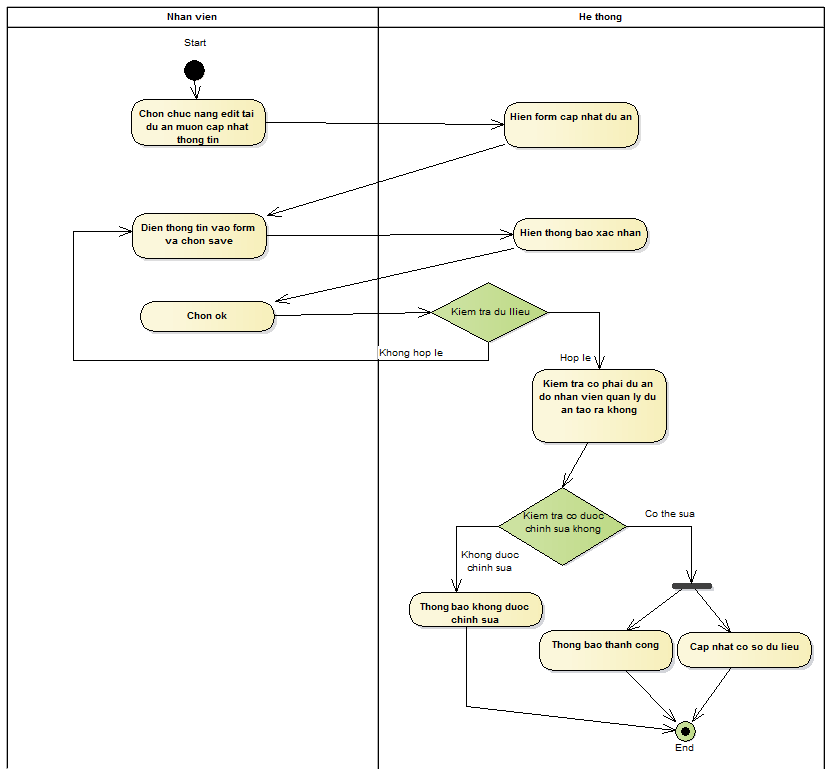 Nhan vien
He thong
Start
Chon chuc nang edit tai
du an muon cap nhat
thong tin
Hien form cap nhat du an
Dien thong tin vao form
va chon save
Hien thong bao xac nhan
Chon ok
Kiem tra du llieu
Khong hop le
Hop le
Kiem tra co phai du an
do nhan vien quan ly du
an tao ra khong
Kiem tra co duoc
chinh sua khong
Co the sua
Khong duoc
chinh sua
Thong bao khong duoc
chinh sua
Thong bao thanh cong
Cap nhat co so du lieu
End